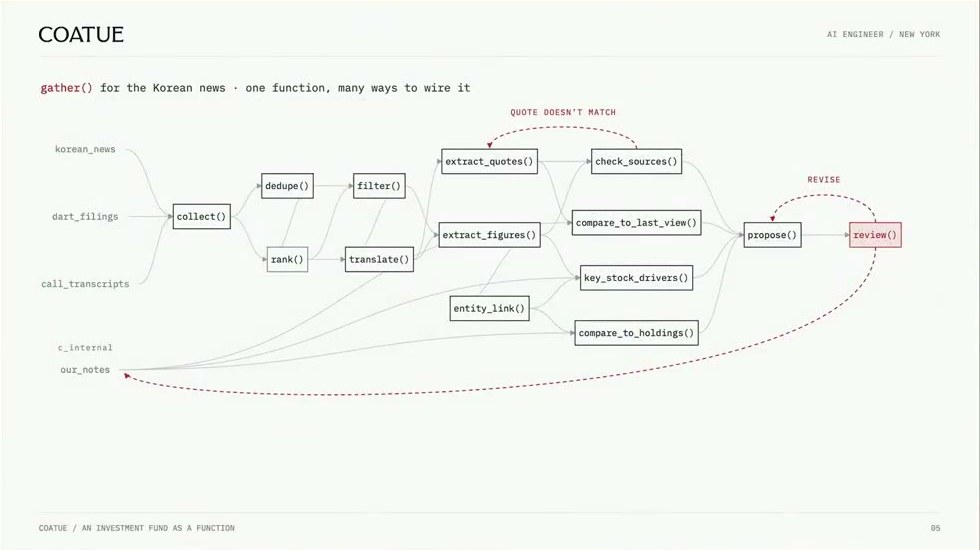 COATUE
AI ENGINEER / NEW YORK
gather() for the Korean news · one function, many ways to wire it
QUOTE DOESN'T MATCH
korean_news
extract_quotes()
check_sources()
REVISE
dedupe()
filter()
dart_filings
collect()
compare_to_last_view()
extract_figures()
propose()
review()
rank()
translate()
key_stock_drivers()
call_transcripts
entity_link()
compare_to_holdings()
c_internal
our_notes
COATUE / AN INVESTMENT FUND AS A FUNCTION
05